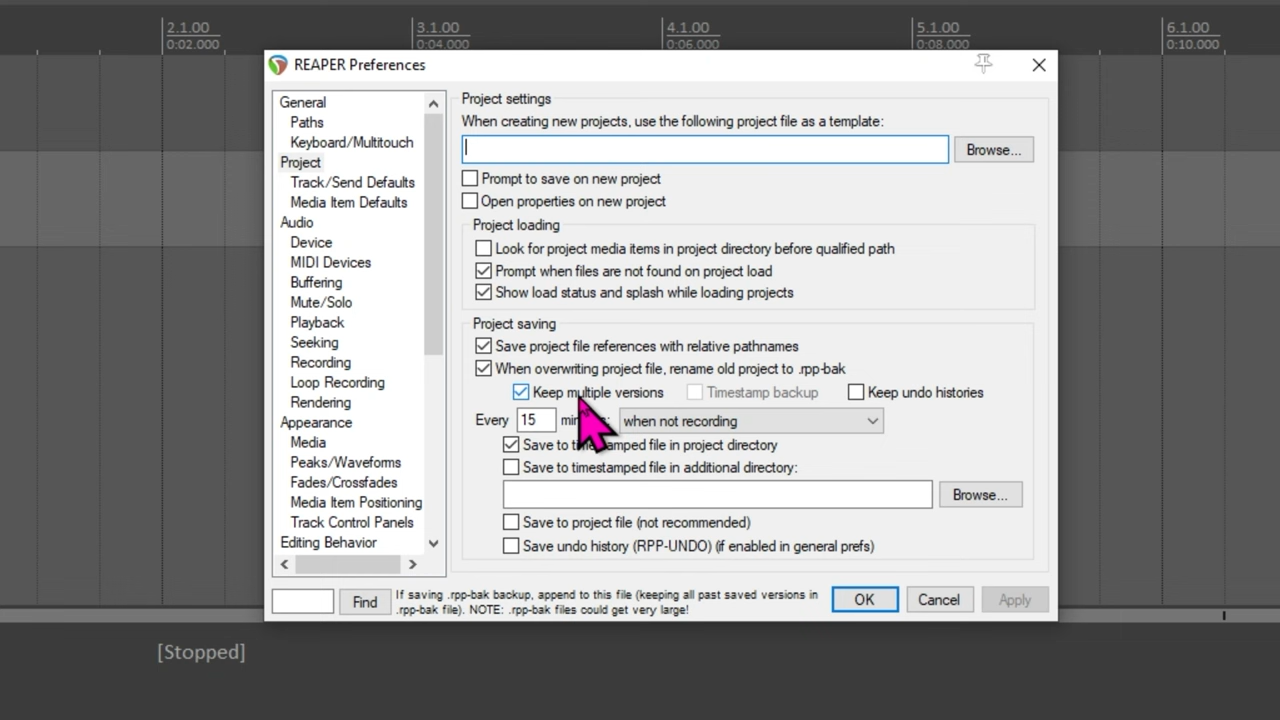 2.1.00
0:02.000
3.1.00
0:04.000
4.1.00
0:06.000
5.1.00
0:08.000
6.1.00
0:10.000
REAPER Preferences
General
Paths
Keyboard/Multitouch
Project
Track/Send Defaults
Media Item Defaults
Audio
Device
MIDI Devices
Buffering
Mute/Solo
Playback
Seeking
Recording
Loop Recording
Rendering
Appearance
Media
Peaks/Waveforms
Fades/Crossfades
Media Item Positioning
Track Control Panels
Editing Behavior
Find
Project settings
When creating new projects, use the following project file as a template:
Browse...
Prompt to save on new project
Open properties on new project
Project loading
Look for project media items in project directory before qualified path
Prompt when files are not found on project load
Show load status and splash while loading projects
Project saving
Save project file references with relative pathnames
When overwriting project file, rename old project to .rpp-bak
Keep multiple versions Timestamp backup Keep undo histories
Every 15 when not recording
Save to timestamped file in project directory
Save to timestamped file in additional directory:
Browse...
Save to project file (not recommended)
Save undo history (RPP-UNDO) (if enabled in general prefs)
If saving .rpp-bak backup, append to this file (keeping all past saved versions in
.rpp-bak file). NOTE: .rpp-bak files could get very large!
OK Cancel Apply
[Stopped]